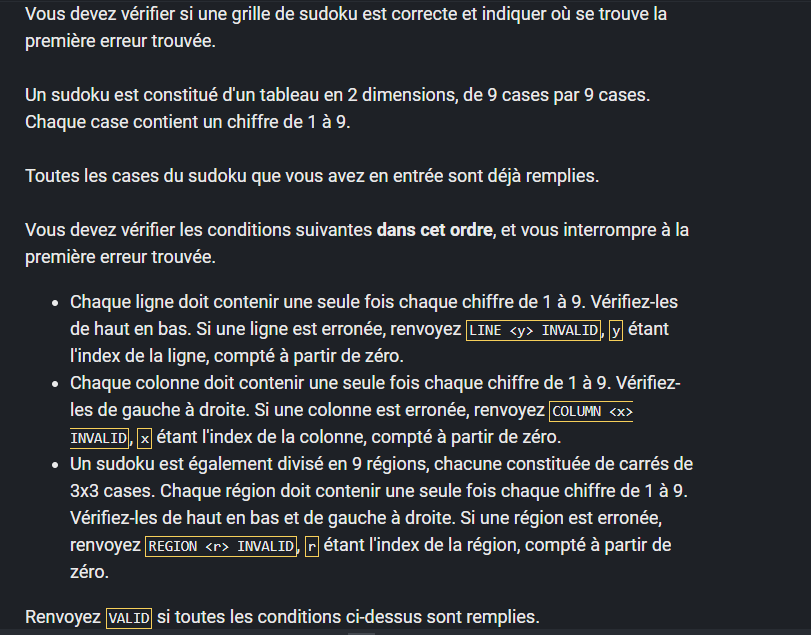 Vous devez vérifier si une grille de sudoku est correcte et indiquer où se trouve la
première erreur trouvée.
Un sudoku est constitué d'un tableau en 2 dimensions, de 9 cases par 9 cases.
Chaque case contient un chiffre de 1 à 9.
Toutes les cases du sudoku que vous avez en entrée sont déjà remplies.
Vous devez vérifier les conditions suivantes dans cet ordre, et vous interrompre à la
première erreur trouvée.
• Chaque ligne doit contenir une seule fois chaque chiffre de 1 à 9. Vérifiez-les
de haut en bas. Si une ligne est erronée, renvoyez LINE <y> INVALID, y étant
l'index de la ligne, compté à partir de zéro.
• Chaque colonne doit contenir une seule fois chaque chiffre de 1 à 9. Vérifiez-
les de gauche à droite. Si une colonne est erronée, renvoyez COLUMN <x>
INVALID, x étant l'index de la colonne, compté à partir de zéro.
• Un sudoku est également divisé en 9 régions, chacune constituée de carrés de
3x3 cases. Chaque région doit contenir une seule fois chaque chiffre de 1 à 9.
Vérifiez-les de haut en bas et de gauche à droite. Si une région est erronée,
renvoyez REGION <r> INVALID, r étant l'index de la région, compté à partir de
zéro.
Renvoyez VALID si toutes les conditions ci-dessus sont remplies.